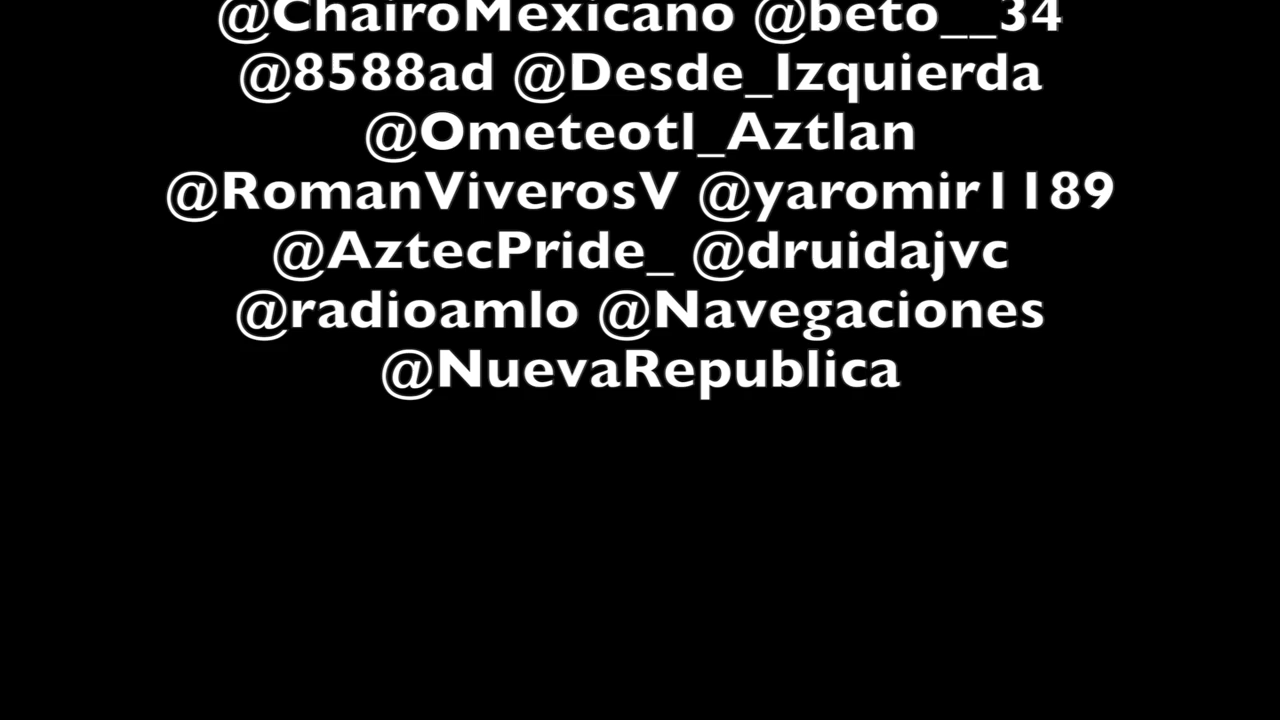 @ChairoMexicano @beto__34
@8588ad @Desde_Izquierda
@Ometeotl_Aztlan
@RomanViverosV @yaromir1189
@AztecPride_ @druidajvc
@radioamlo @Navegaciones
@NuevaRepublica